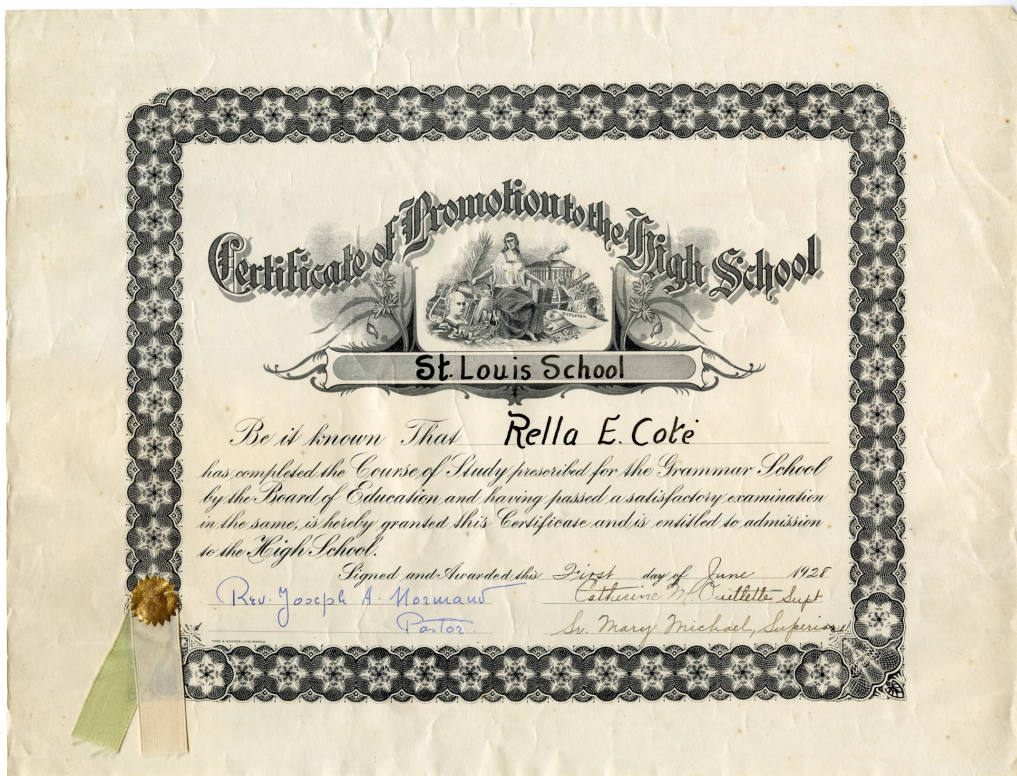 Certificate of Promotion to the High School
DIPLOMA
St. Louis School
Be it known That Rella E. Coté
has completed the Course of Study prescribed for the Grammar School
by the Board of Education and having passed a satisfactory examination
in the same, is hereby granted this Certificate and is entitled to admission
to the High School.
Signed and Awarded this First day of June 1928
Rev. Joseph A. Normand
Pastor.
Catherine M. Ouellette Supt
Sr. Mary Michael, Superior